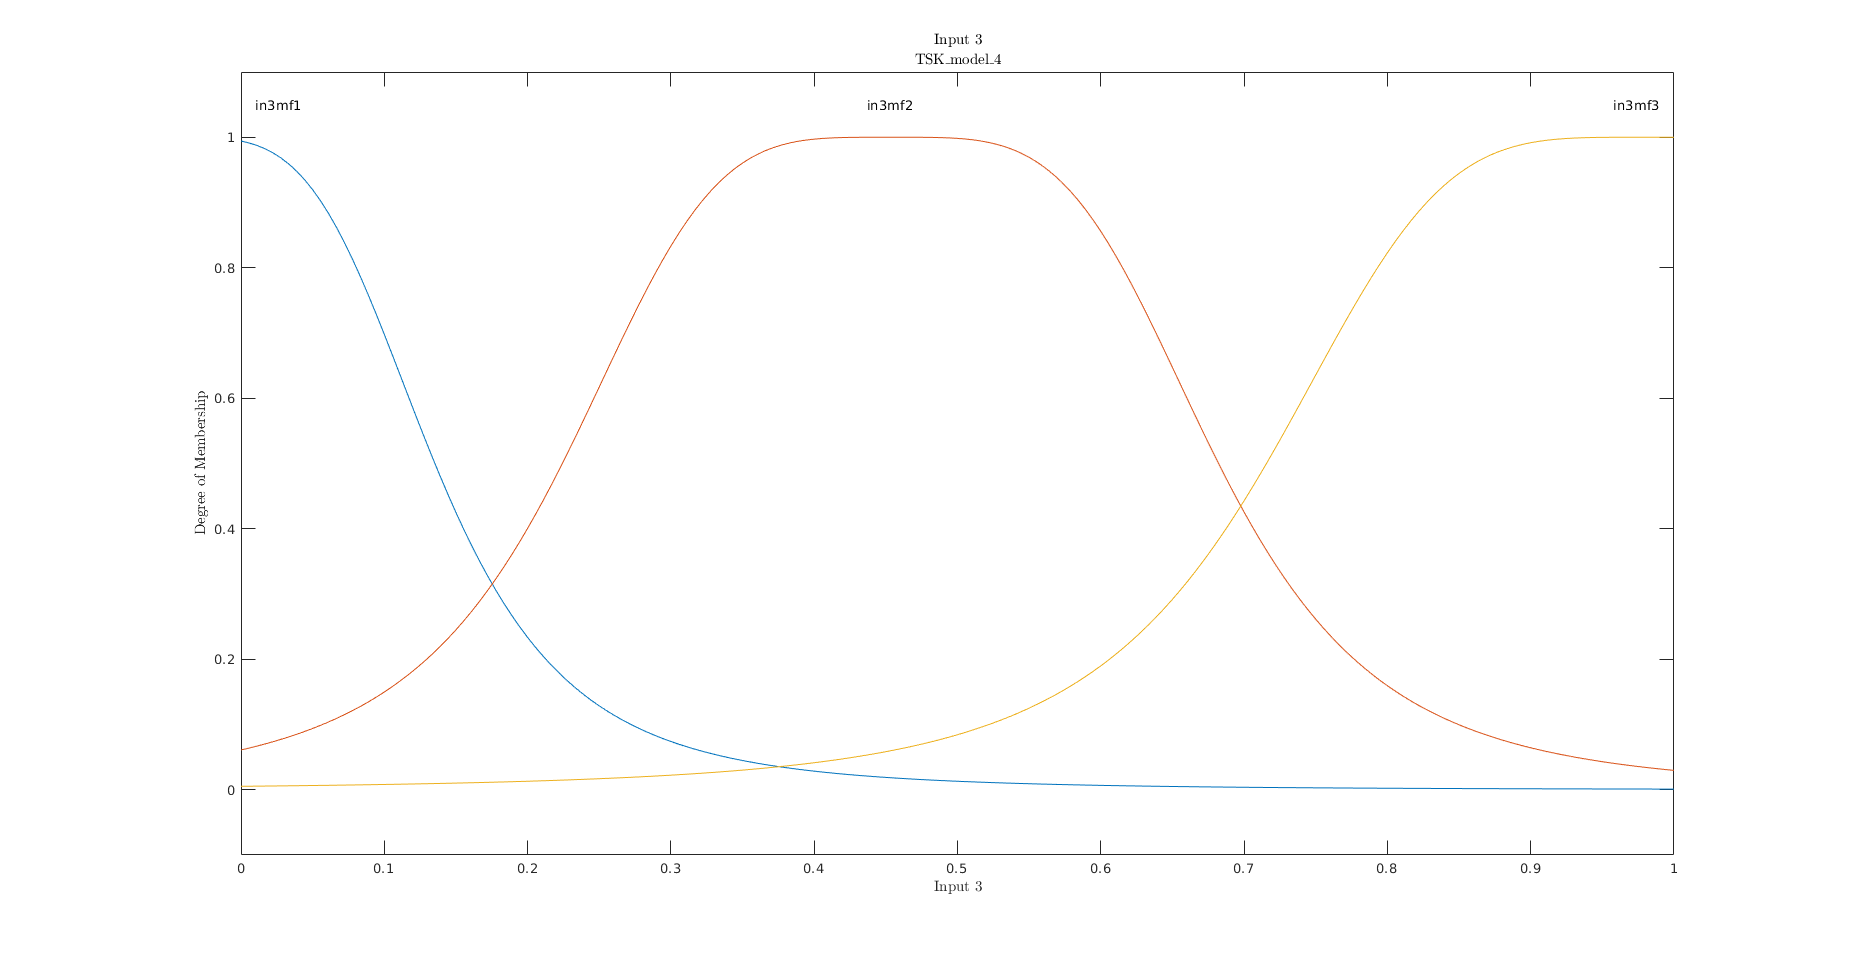 Input 3
TSK_model_4
in3mf1 in3mf2 in3mf3
1
0.8
0.6
0.4
0.2
0
Degree of Membership
0 0.1 0.2 0.3 0.4 0.5 0.6 0.7 0.8 0.9 1
Input 3